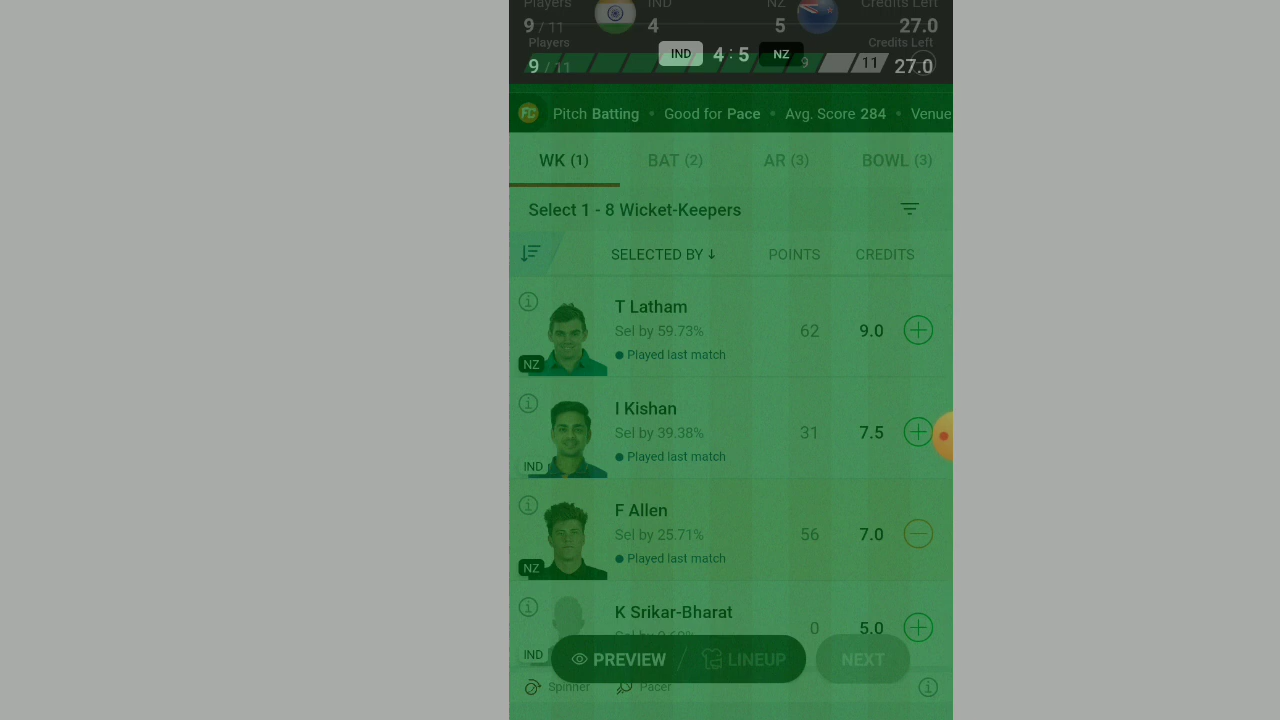 Players IND NZ Credits Left
9 / 11 4 5 27.0
Players Credits Left
IND 4 : 5 NZ
9 / 11 9 11 27.0
FC Pitch Batting • Good for Pace • Avg. Score 284 • Venue
WK (1) BAT (2) AR (3) BOWL (3)
Select 1 - 8 Wicket-Keepers
SELECTED BY ↓ POINTS CREDITS
T Latham
Sel by 59.73% 62 9.0
Played last match
NZ
I Kishan
Sel by 39.38% 31 7.5
Played last match
IND
F Allen
Sel by 25.71% 56 7.0
Played last match
NZ
K Srikar-Bharat
0 5.0
Sel by
IND
PREVIEW / LINEUP NEXT
Spinner Pacer